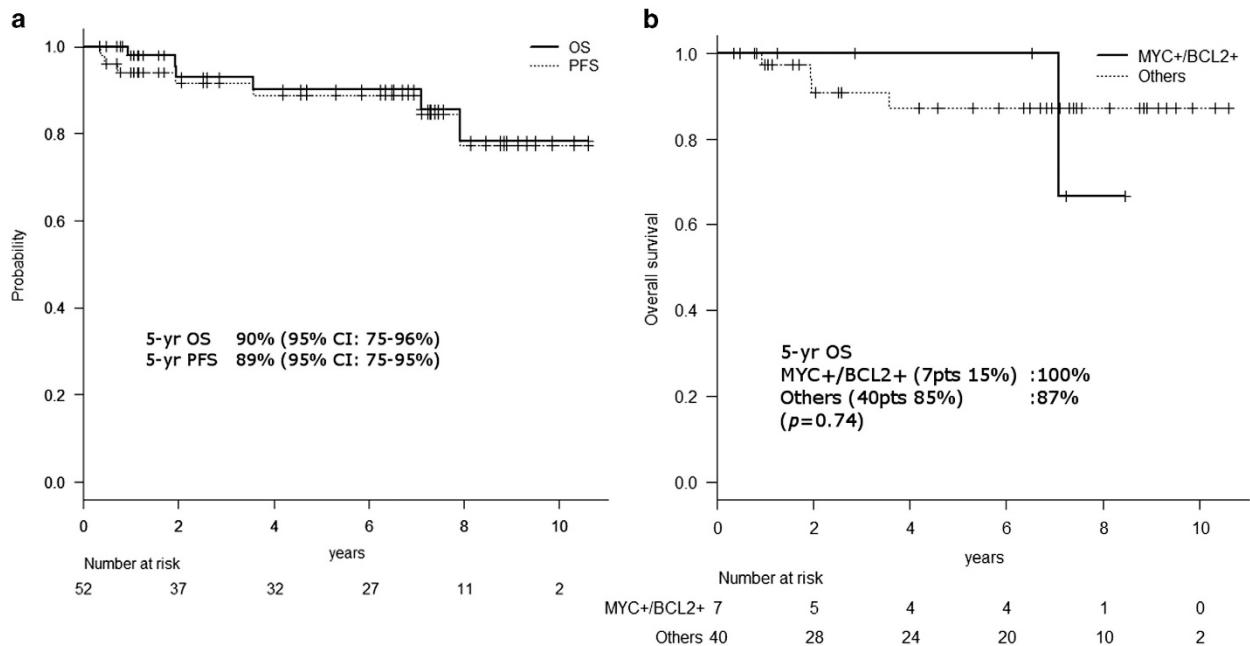 a
1.0
0.8
0.6
0.4
0.2
0.0
Probability
OS
PFS
5-yr OS 90% (95% CI: 75-96%)
5-yr PFS 89% (95% CI: 75-95%)
0 2 4 6 8 10
years
Number at risk
52 37 32 27 11 2
b
1.0
0.8
0.6
0.4
0.2
0.0
Overall survival
MYC+/BCL2+
Others
5-yr OS
MYC+/BCL2+ (7pts 15%) :100%
Others (40pts 85%) :87%
(p=0.74)
0 2 4 6 8 10
years
Number at risk
MYC+/BCL2+ 7 5 4 4 1 0
Others 40 28 24 20 10 2